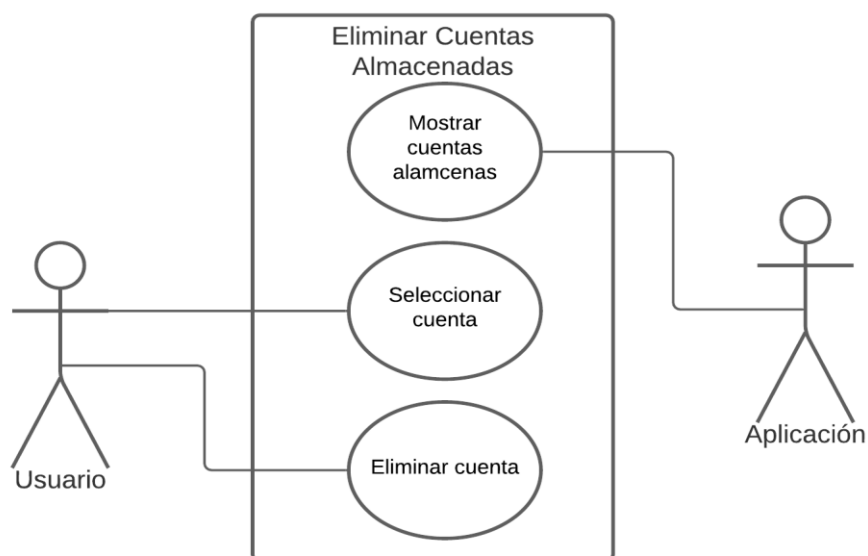 Eliminar Cuentas
Almacenadas
Mostrar
cuentas
alamcenas
Seleccionar
cuenta
Eliminar cuenta
Usuario
Aplicación